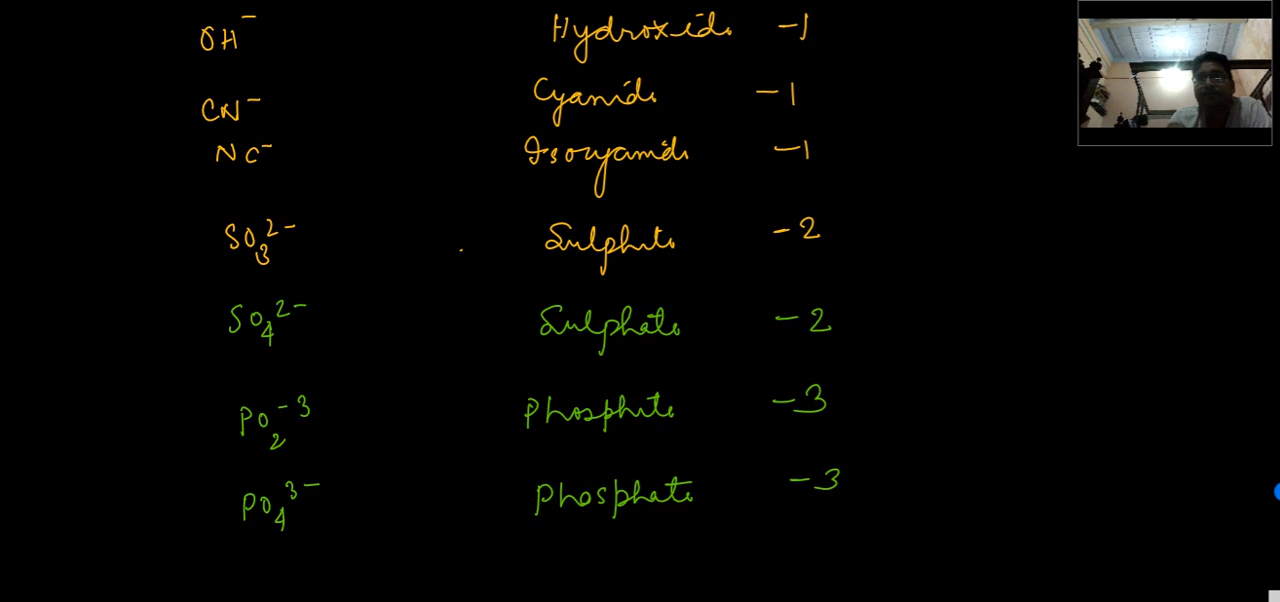 OH⁻ Hydroxide -1
CN⁻ Cyanide -1
NC⁻ Isocyanide -1
SO₃²⁻ Sulphite -2
SO₄²⁻ Sulphate -2
PO₂⁻³ Phosphite -3
PO₄³⁻ Phosphate -3